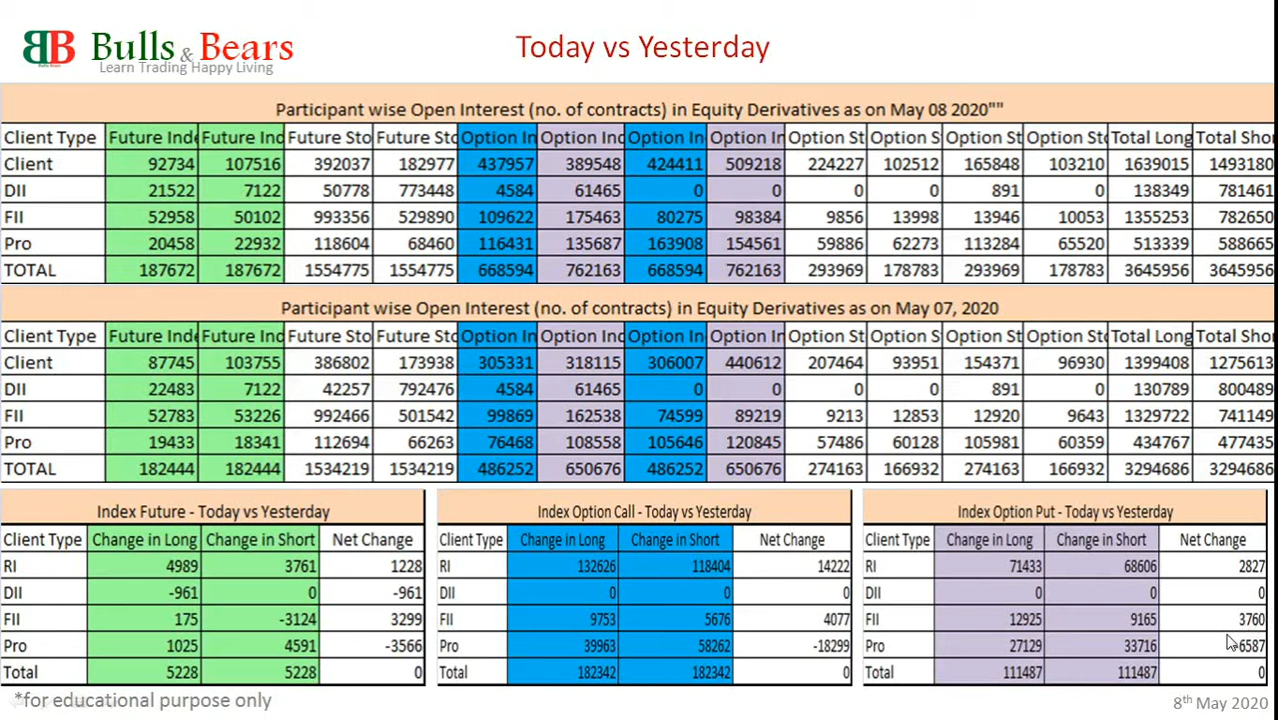 BB Bulls & Bears
Learn Trading Happy Living
Today vs Yesterday
Participant wise Open Interest (no. of contracts) in Equity Derivatives as on May 08 2020""
Client Type Future Inde Future Ind Future Sto Future Sto Option In Option Ind Option In Option In Option St Option S Option St Option Sto Total Long Total Shor
Client 92734 107516 392037 182977 437957 389548 424411 509218 224227 102512 165848 103210 1639015 1493180
DII 21522 7122 50778 773448 4584 61465 0 0 0 0 891 0 138349 781461
FII 52958 50102 993356 529890 109622 175463 80275 98384 9856 13998 13946 10053 1355253 782650
Pro 20458 22932 118604 68460 116431 135687 163908 154561 59886 62273 113284 65520 513339 588665
TOTAL 187672 187672 1554775 1554775 668594 762163 668594 762163 293969 178783 293969 178783 3645956 3645956
Participant wise Open Interest (no. of contracts) in Equity Derivatives as on May 07, 2020
Client Type Future Inde Future Ind Future Sto Future Sto Option In Option Ind Option In Option In Option St Option S Option St Option Sto Total Long Total Shor
Client 87745 103755 386802 173938 305331 318115 306007 440612 207464 93951 154371 96930 1399408 1275613
DII 22483 7122 42257 792476 4584 61465 0 0 0 0 891 0 130789 800489
FII 52783 53226 992466 501542 99869 162538 74599 89219 9213 12853 12920 9643 1329722 741149
Pro 19433 18341 112694 66263 76468 108558 105646 120845 57486 60128 105981 60359 434767 477435
TOTAL 182444 182444 1534219 1534219 486252 650676 486252 650676 274163 166932 274163 166932 3294686 3294686
Index Future - Today vs Yesterday
Client Type Change in Long Change in Short Net Change
RI 4989 3761 1228
DII -961 0 -961
FII 175 -3124 3299
Pro 1025 4591 -3566
Total 5228 5228 0
Index Option Call - Today vs Yesterday
Client Type Change in Long Change in Short Net Change
RI 132626 118404 14222
DII 0 0 0
FII 9753 5676 4077
Pro 39963 58262 -18299
Total 182342 182342 0
Index Option Put - Today vs Yesterday
Client Type Change in Long Change in Short Net Change
RI 71433 68606 2827
DII 0 0 0
FII 12925 9165 3760
Pro 27129 33716 -6587
Total 111487 111487 0
*for educational purpose only
8th May 2020